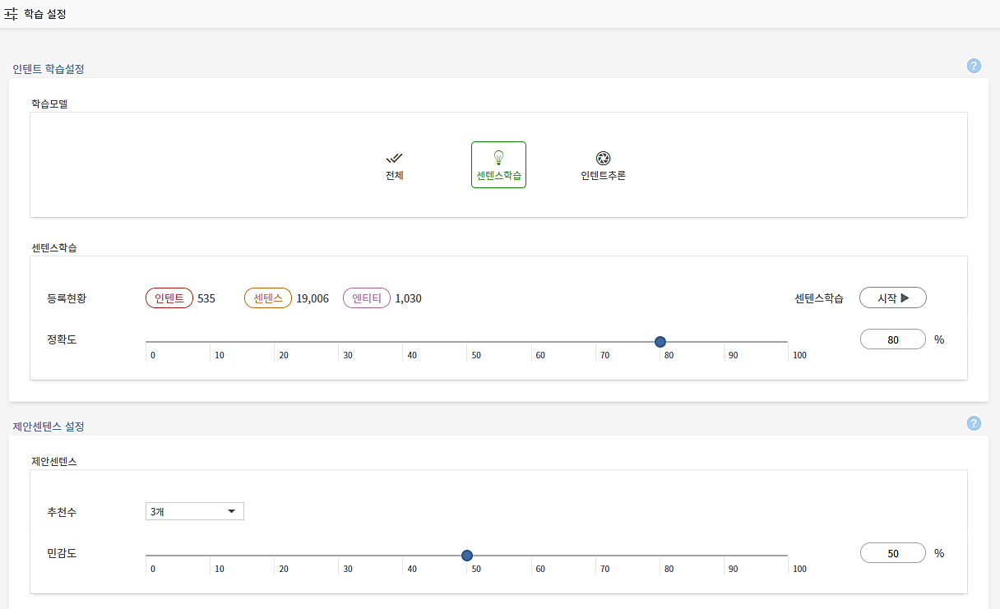 학습 설정
인텐트 학습설정 ?
학습모델
전체 센텐스학습 인텐트추론
센텐스학습
등록현황 인텐트 535 센텐스 19,006 엔티티 1,030 센텐스학습 시작
정확도 80 %
0 10 20 30 40 50 60 70 80 90 100
제안센텐스 설정 ?
제안센텐스
추천수 3개
민감도 50 %
0 10 20 30 40 50 60 70 80 90 100